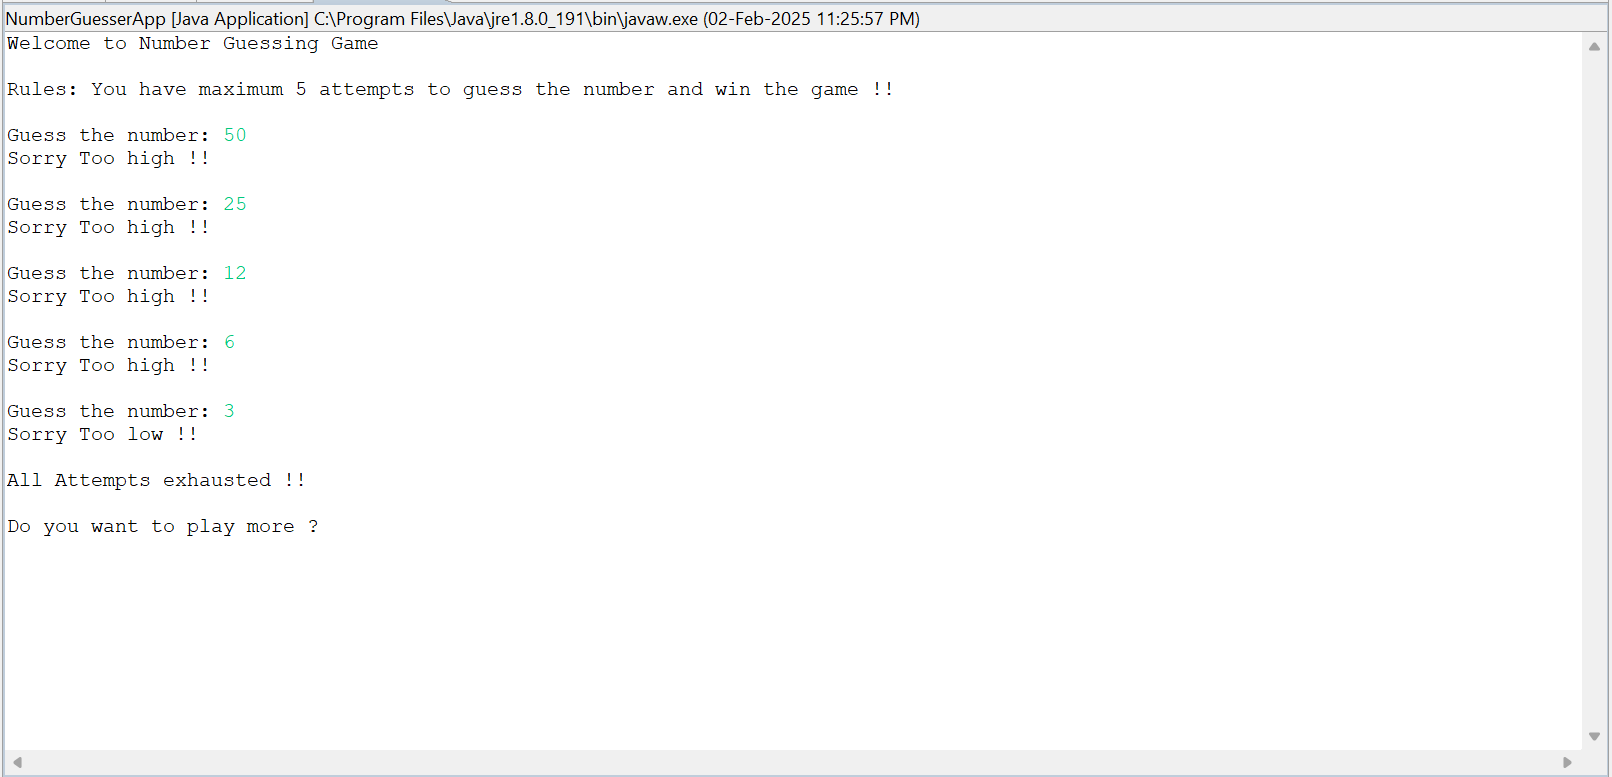 NumberGuesserApp [Java Application] C:\Program Files\Java\jre1.8.0_191\bin\javaw.exe (02-Feb-2025 11:25:57 PM)
Welcome to Number Guessing Game
Rules: You have maximum 5 attempts to guess the number and win the game !!
Guess the number: 50
Sorry Too high !!
Guess the number: 25
Sorry Too high !!
Guess the number: 12
Sorry Too high !!
Guess the number: 6
Sorry Too high !!
Guess the number: 3
Sorry Too low !!
All Attempts exhausted !!
Do you want to play more ?